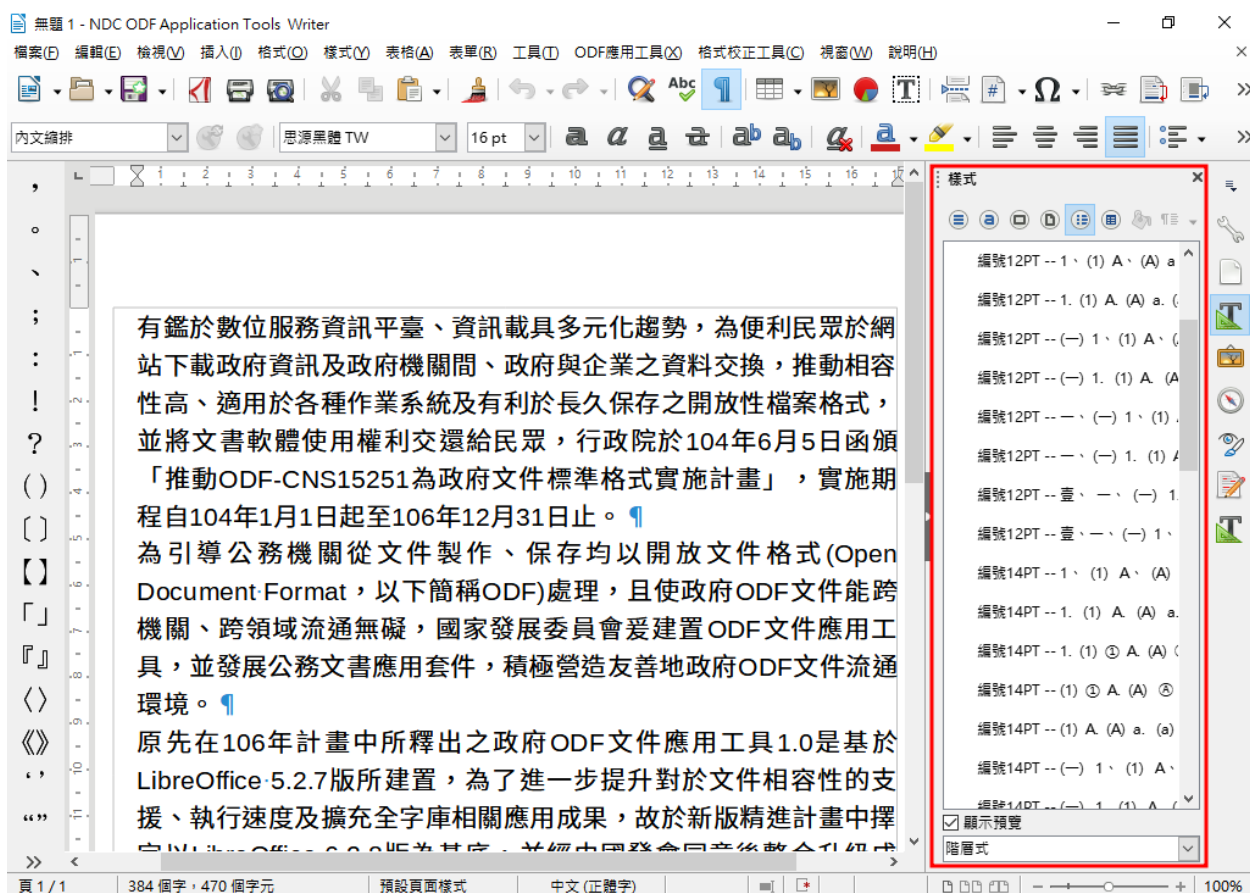 無題 1 - NDC ODF Application Tools Writer
檔案(F) 編輯(E) 檢視(V) 插入(I) 格式(O) 樣式(Y) 表格(A) 表單(R) 工具(T) ODF應用工具(X) 格式校正工具(C) 視窗(W) 說明(H)
內文編排 思源黑體 TW 16 pt
樣式
有鑑於數位服務資訊平臺、資訊載具多元化趨勢，為便利民眾於網
站下載政府資訊及政府機關間、政府與企業之資料交換，推動相容
性高、適用於各種作業系統及有利於長久保存之開放性檔案格式，
並將文書軟體使用權利交還給民眾，行政院於104年6月5日函頒
「推動ODF-CNS15251為政府文件標準格式實施計畫」，實施期
程自104年1月1日起至106年12月31日止。¶
為引導公務機關從文件製作、保存均以開放文件格式(Open
Document·Format，以下簡稱ODF)處理，且使政府ODF文件能跨
機關、跨領域流通無礙，國家發展委員會爰建置ODF文件應用工
具，並發展公務文書應用套件，積極營造友善地政府ODF文件流通
環境。¶
原先在106年計畫中所釋出之政府ODF文件應用工具1.0是基於
LibreOffice·5.2.7版所建置，為了進一步提升對於文件相容性的支
援、執行速度及擴充全字庫相關應用成果，故於新版精進計畫中擇
編號12PT -- 1、 (1) A、 (A) a
編號12PT -- 1. (1) A. (A) a. (
編號12PT -- (一) 1、 (1) A、 (
編號12PT -- (一) 1. (1) A. (A
編號12PT -- 一、 (一) 1、 (1)
編號12PT -- 一、 (一) 1. (1) A
編號12PT -- 壹、 一、 (一) 1.
編號12PT -- 壹、一、 (一) 1、
編號14PT -- 1、 (1) A、 (A)
編號14PT -- 1. (1) A. (A) a.
編號14PT -- 1. (1) ① A. (A) (
編號14PT -- (1) ① A. (A) Ⓐ
編號14PT -- (1) A. (A) a. (a)
編號14PT -- (一) 1、 (1) A、
編號14PT -- (一) 1. (1) A. (
顯示預覽
階層式
頁 1 / 1 384 個字，470 個字元 預設頁面樣式 中文 (正體字) 100%